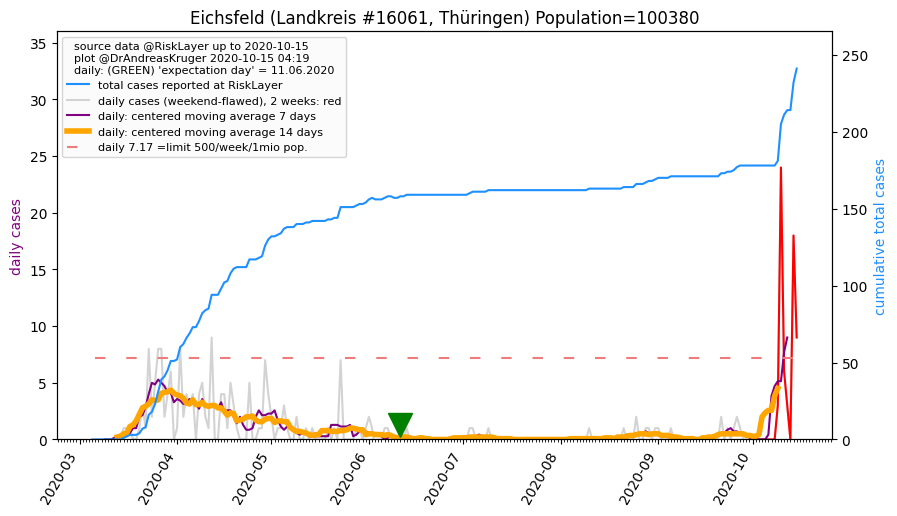 Eichsfeld (Landkreis #16061, Thüringen) Population=100380
source data @RiskLayer up to 2020-10-15
plot @DrAndreasKruger 2020-10-15 04:19
daily: (GREEN) 'expectation day' = 11.06.2020
total cases reported at RiskLayer
daily cases (weekend-flawed), 2 weeks: red
daily: centered moving average 7 days
daily: centered moving average 14 days
daily 7.17 =limit 500/week/1mio pop.
daily cases
35
30
25
20
15
10
5
0
cumulative total cases
250
200
150
100
50
0
2020-03
2020-04
2020-05
2020-06
2020-07
2020-08
2020-09
2020-10